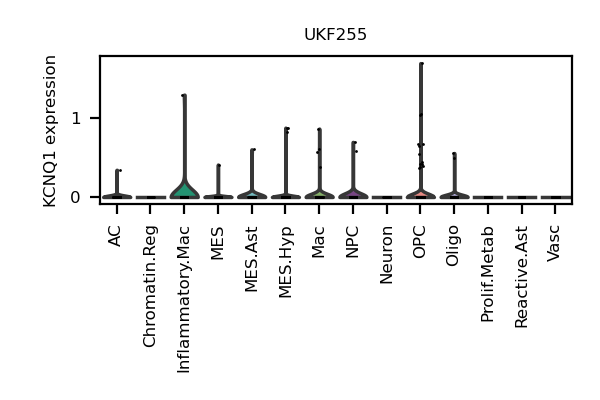 UKF255
KCNQ1 expression
1
0
AC
Chromatin.Reg
Inflammatory.Mac
MES
MES.Ast
MES.Hyp
Mac
NPC
Neuron
OPC
Oligo
Prolif.Metab
Reactive.Ast
Vasc